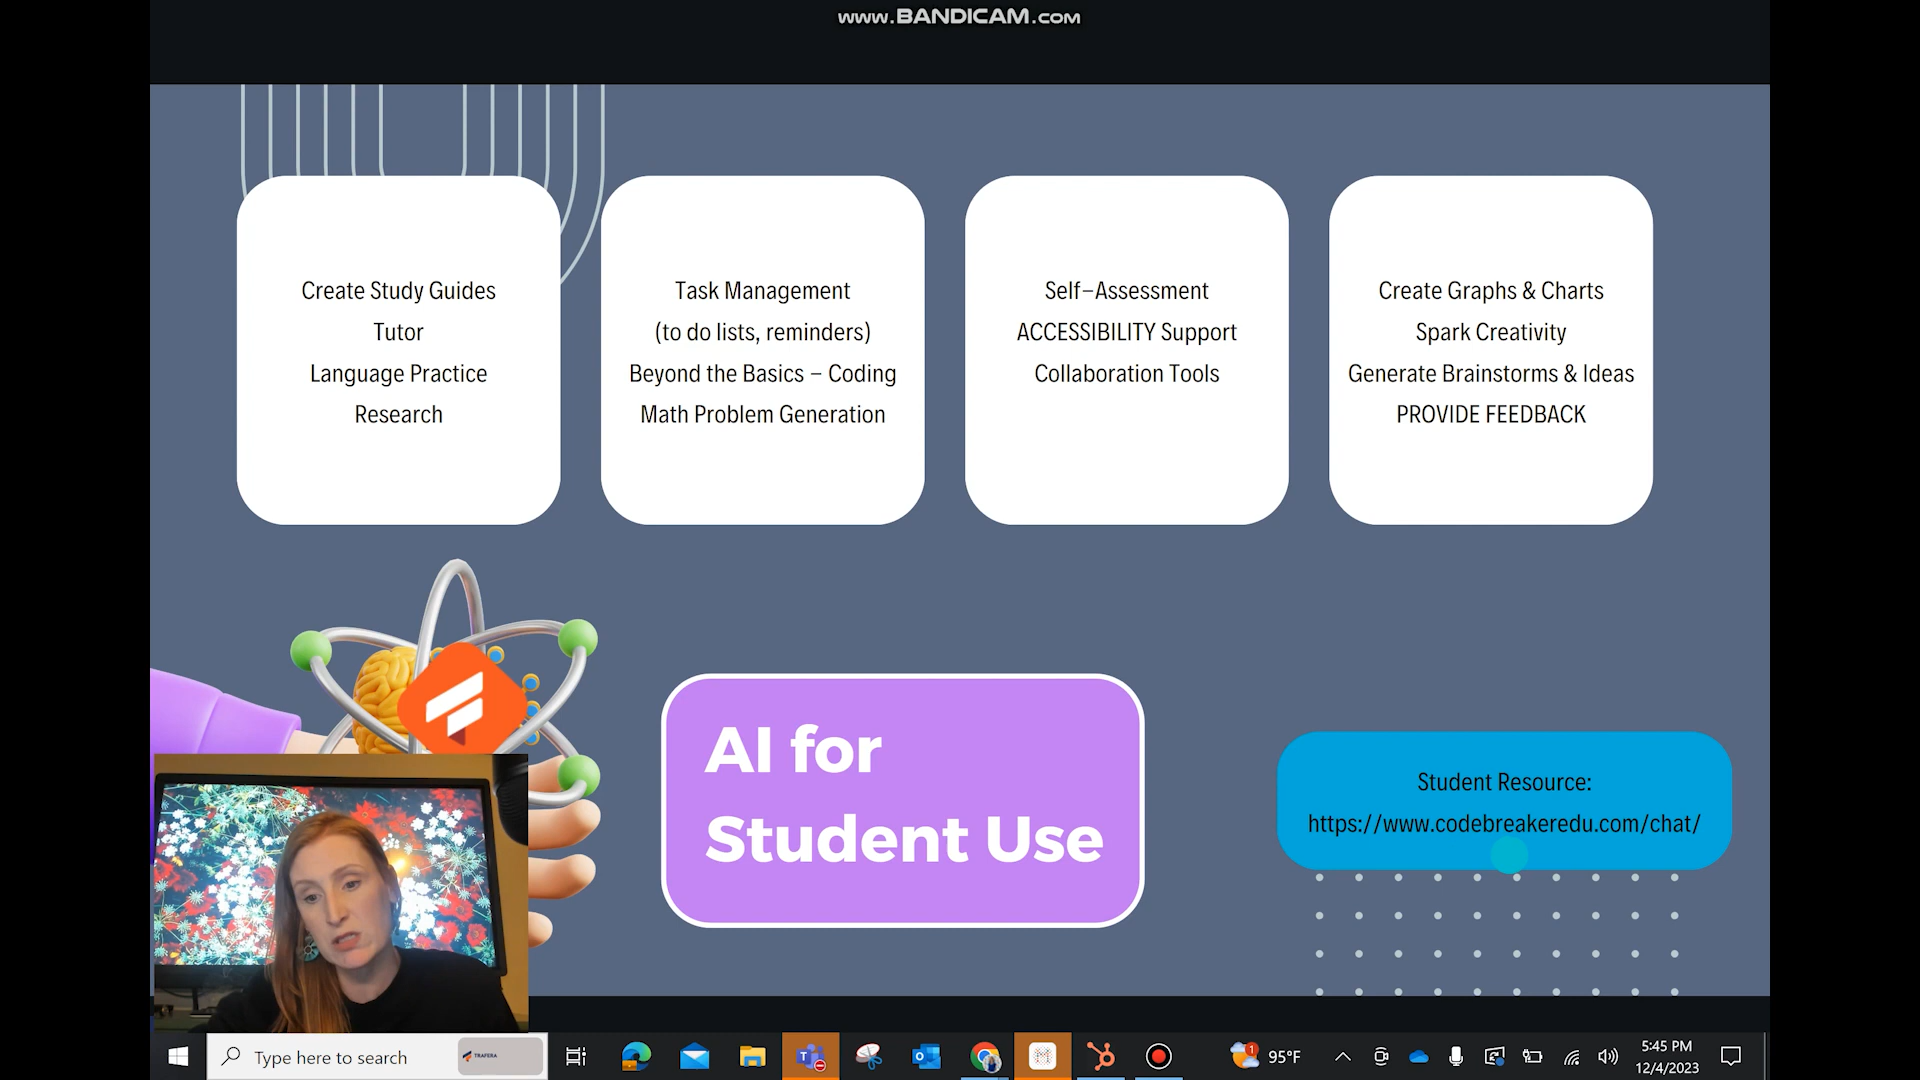 www.BANDICAM.com
Create Study Guides
Tutor
Language Practice
Research
Task Management
(to do lists, reminders)
Beyond the Basics – Coding
Math Problem Generation
Self–Assessment
ACCESSIBILITY Support
Collaboration Tools
Create Graphs & Charts
Spark Creativity
Generate Brainstorms & Ideas
PROVIDE FEEDBACK
AI for
Student Use
Student Resource:
https://www.codebreakeredu.com/chat/
Type here to search
TRAFERA
1
95°F
5:45 PM
12/4/2023